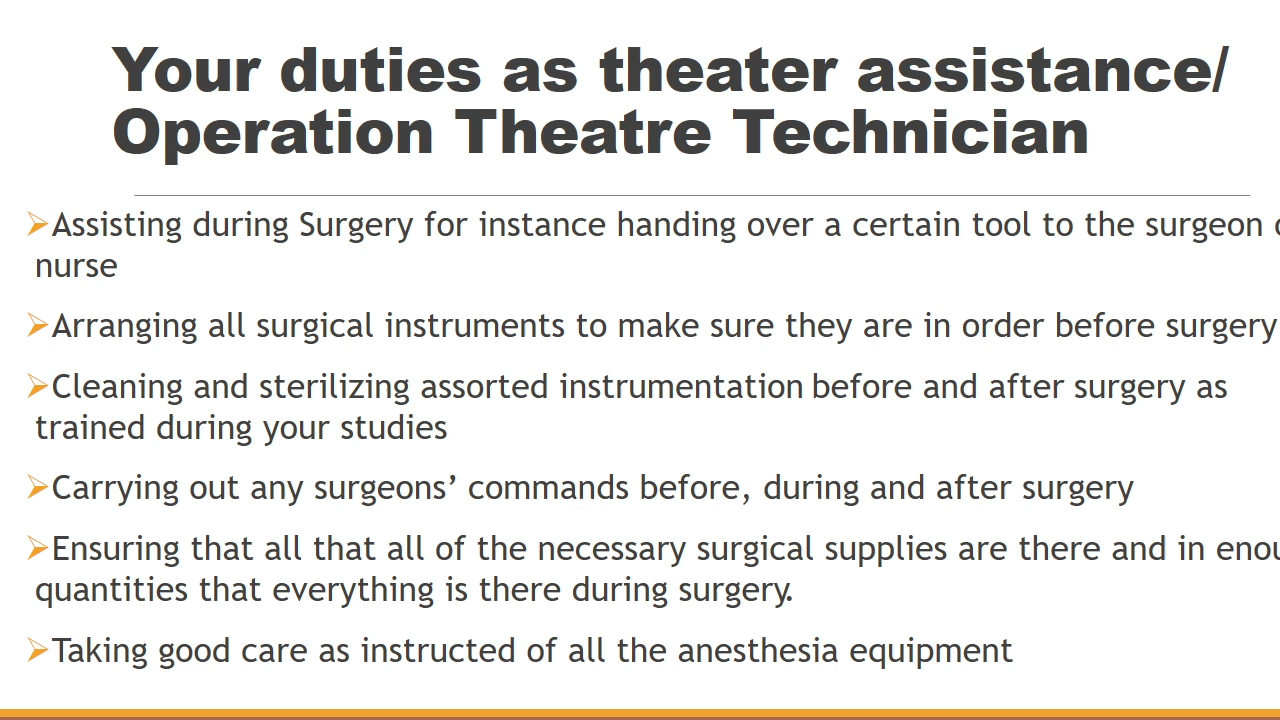 Your duties as theater assistance/
Operation Theatre Technician
Assisting during Surgery for instance handing over a certain tool to the surgeon
nurse
Arranging all surgical instruments to make sure they are in order before surgery
Cleaning and sterilizing assorted instrumentation before and after surgery as
trained during your studies
Carrying out any surgeons’ commands before, during and after surgery
Ensuring that all that all of the necessary surgical supplies are there and in
quantities that everything is there during surgery.
Taking good care as instructed of all the anesthesia equipment